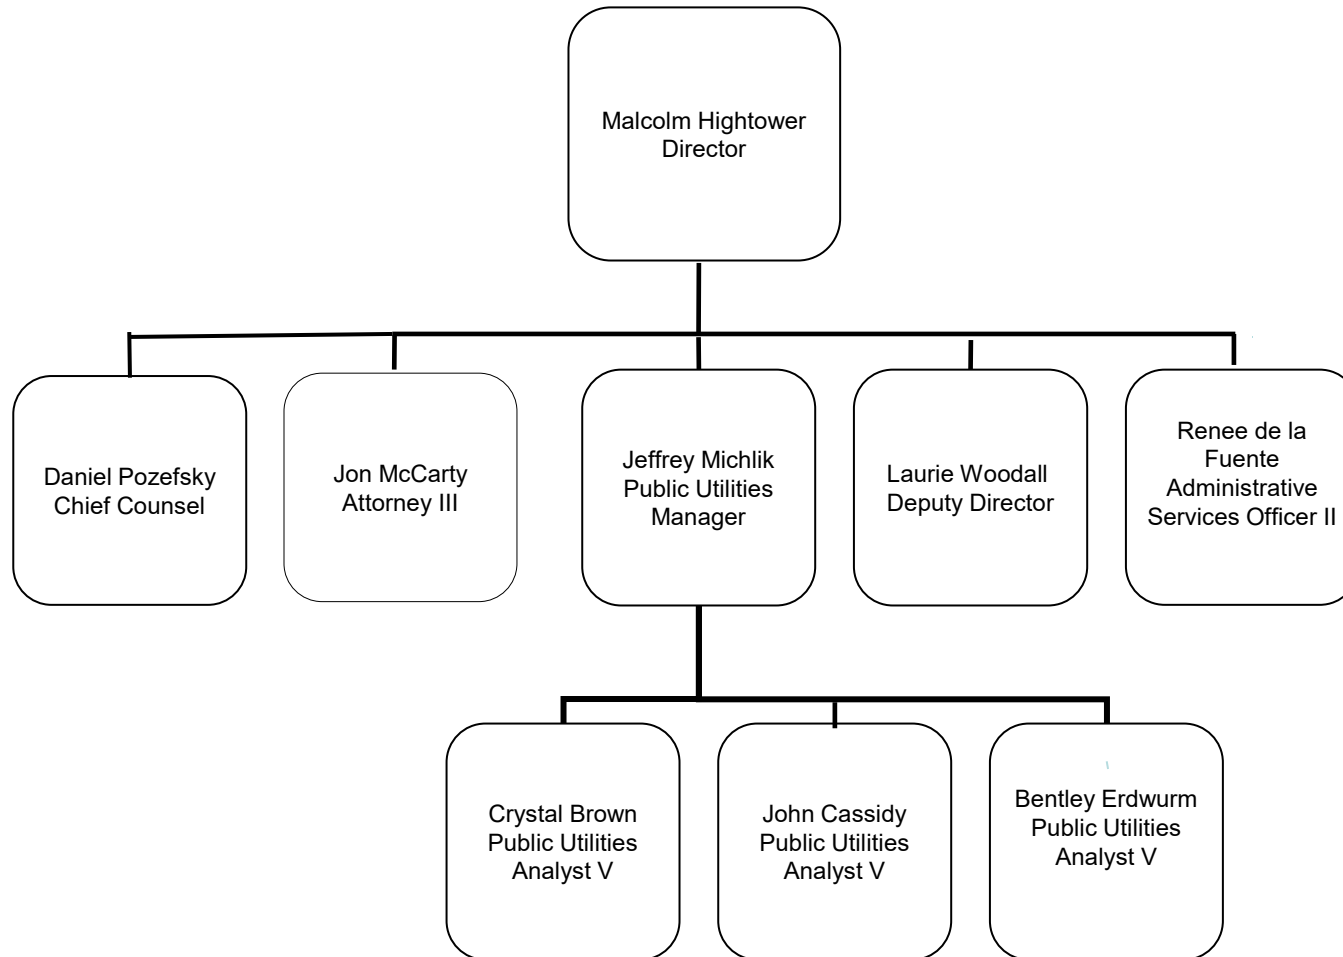 Malcolm Hightower
Director
Daniel Pozefsky
Chief Counsel
Jon McCarty
Attorney III
Jeffrey Michlik
Public Utilities
Manager
Laurie Woodall
Deputy Director
Renee de la
Fuente
Administrative
Services Officer II
Crystal Brown
Public Utilities
Analyst V
John Cassidy
Public Utilities
Analyst V
Bentley Erdwurm
Public Utilities
Analyst V